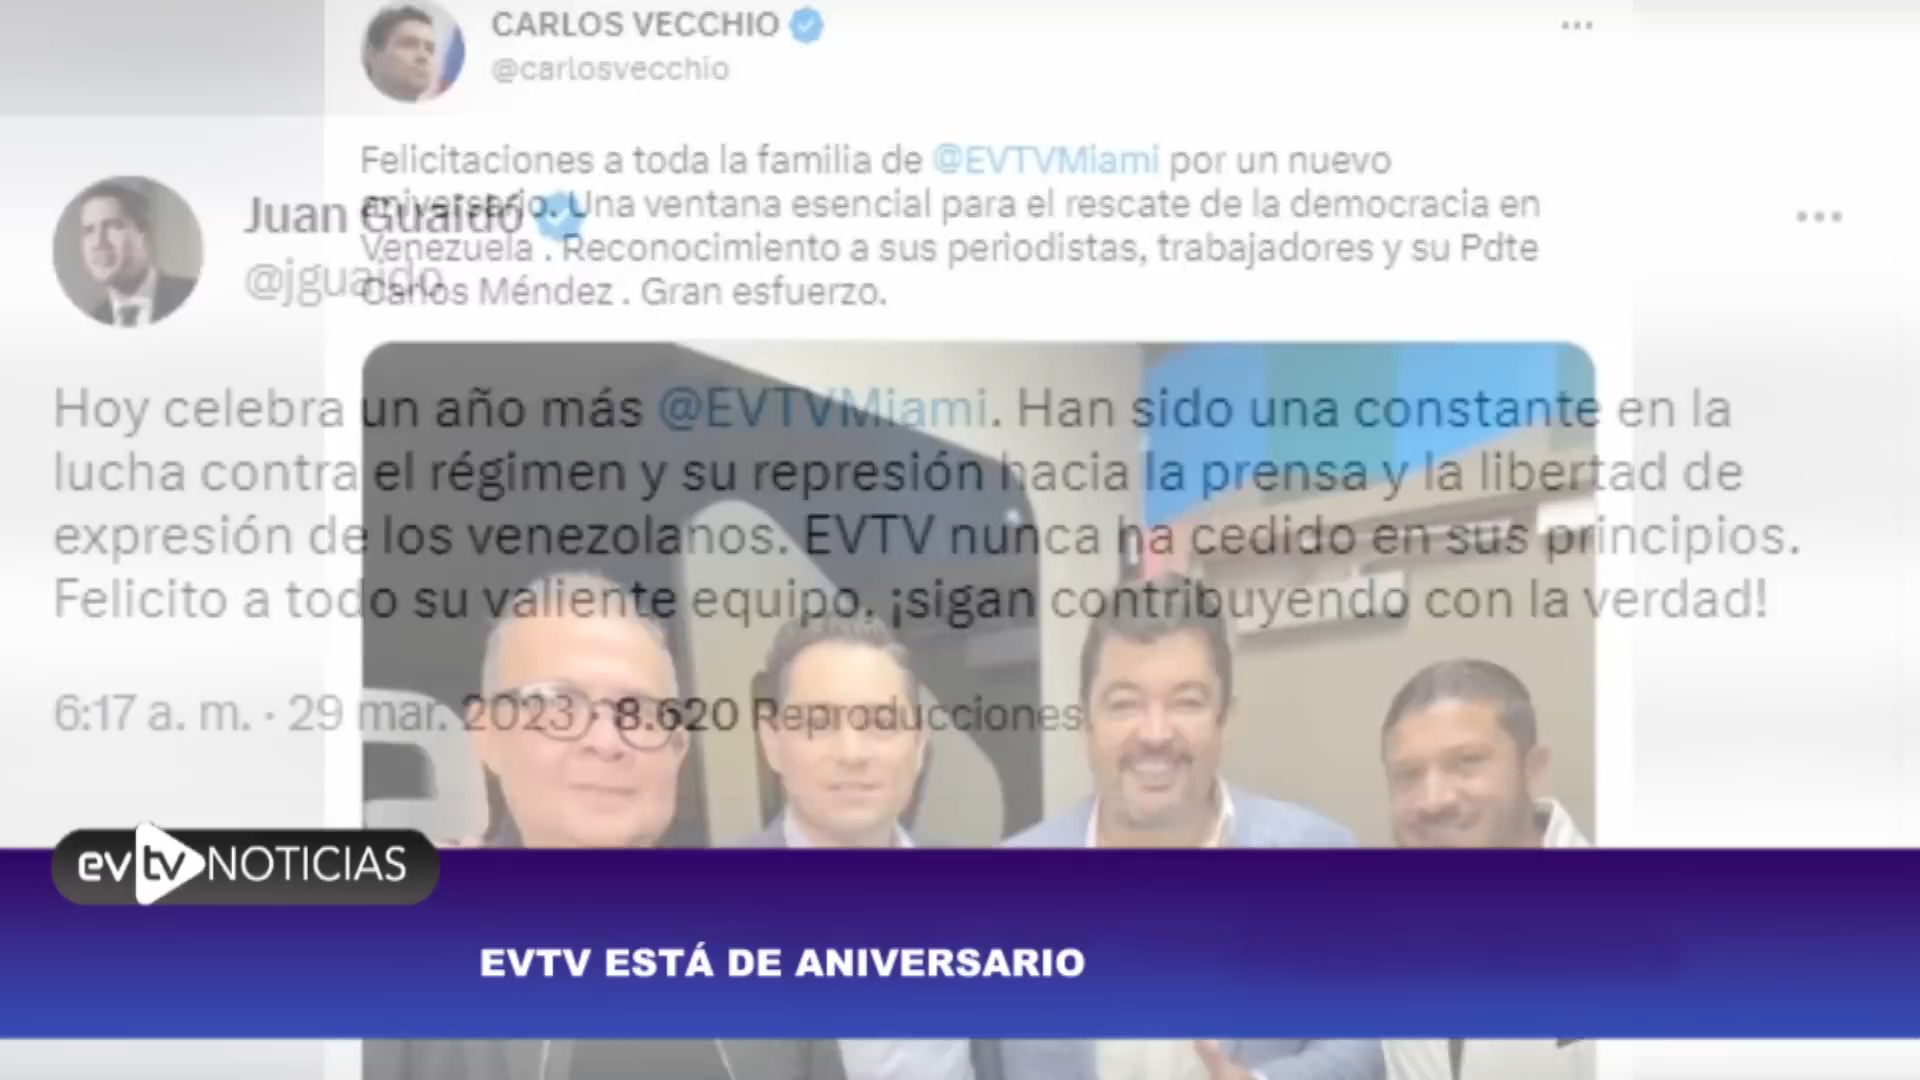 CARLOS VECCHIO
@carlosvecchio
Felicitaciones a toda la familia de @EVTVMiami por un nuevo
aniversario. Una ventana esencial para el rescate de la democracia en
Venezuela . Reconocimiento a sus periodistas, trabajadores y su Pdte
Carlos Méndez . Gran esfuerzo.
Juan Guaidó
@jguaido
Hoy celebra un año más @EVTVMiami. Han sido una constante en la
lucha contra el régimen y su represión hacia la prensa y la libertad de
expresión de los venezolanos. EVTV nunca ha cedido en sus principios.
Felicito a todo su valiente equipo. ¡sigan contribuyendo con la verdad!
6:17 a. m. · 29 mar. 2023 · 8.620 Reproducciones
evtv NOTICIAS
EVTV ESTÁ DE ANIVERSARIO